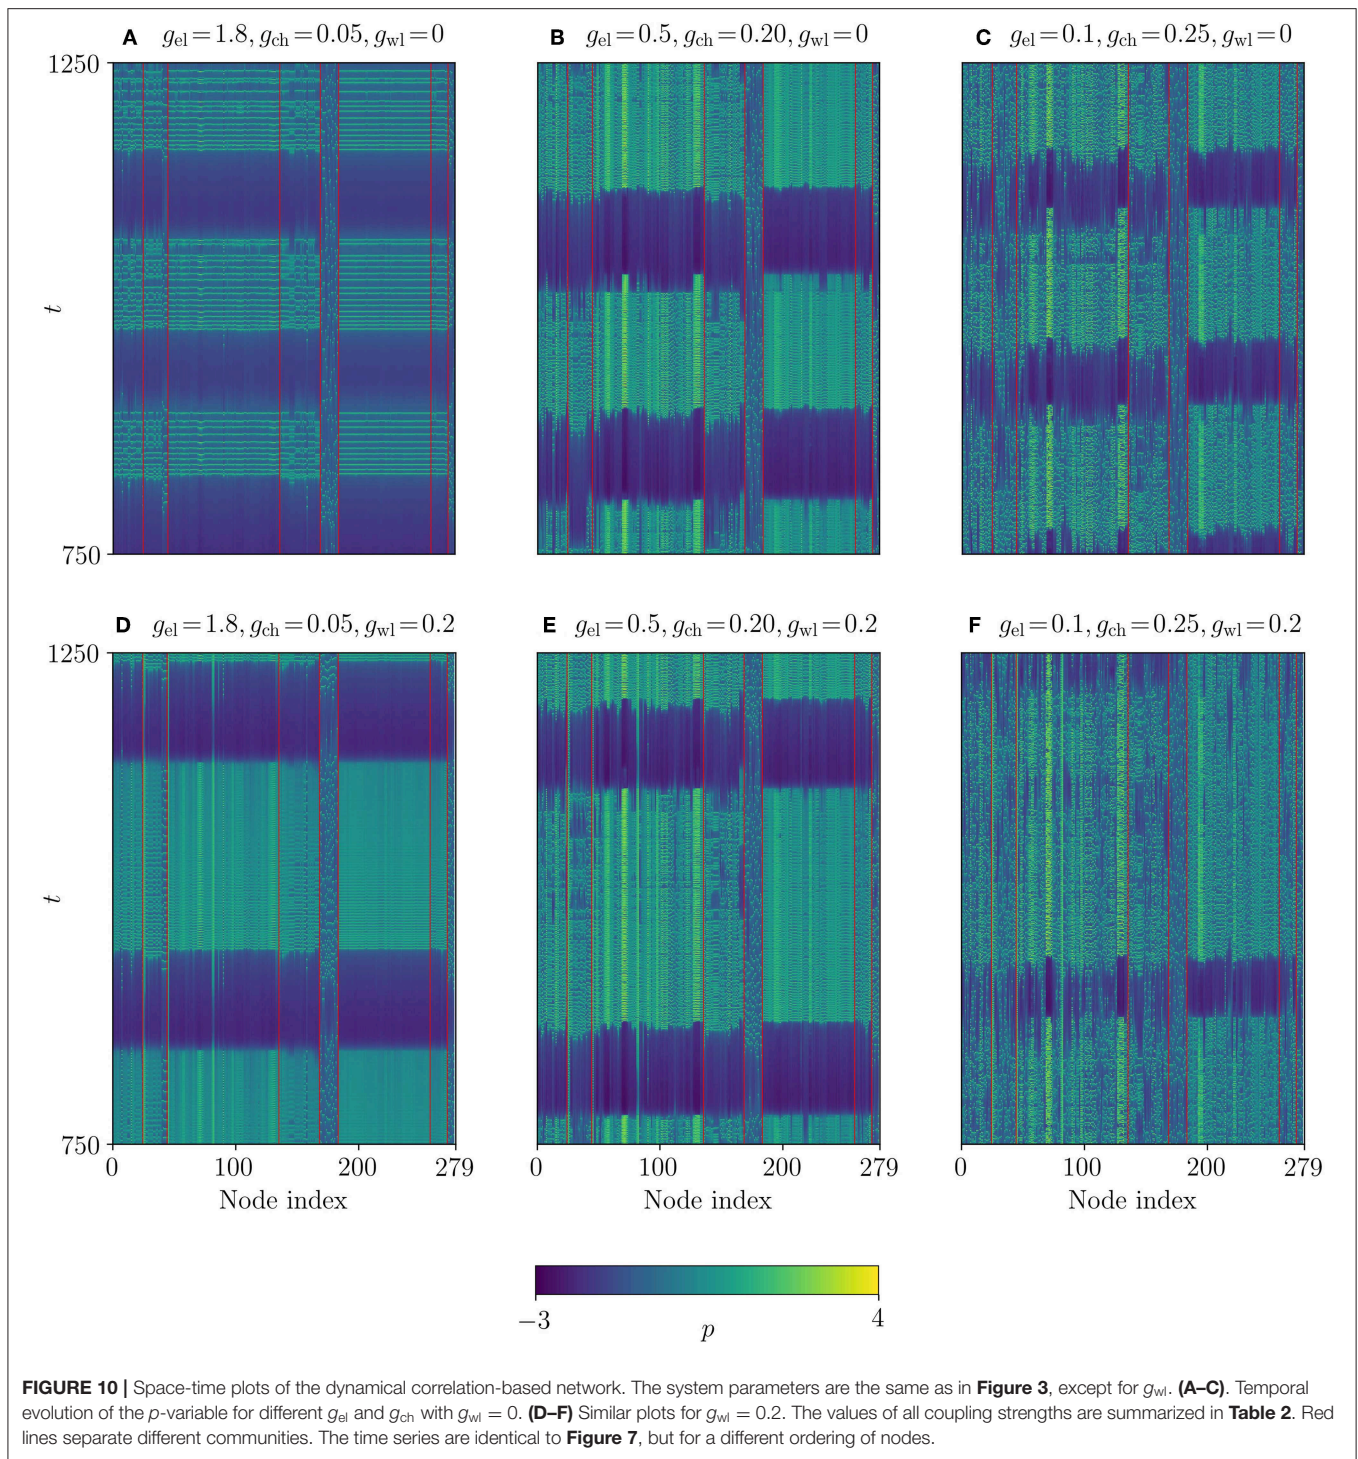 A g_el = 1.8, g_ch = 0.05, g_wl = 0
B g_el = 0.5, g_ch = 0.20, g_wl = 0
C g_el = 0.1, g_ch = 0.25, g_wl = 0
1250
t
750
D g_el = 1.8, g_ch = 0.05, g_wl = 0.2
E g_el = 0.5, g_ch = 0.20, g_wl = 0.2
F g_el = 0.1, g_ch = 0.25, g_wl = 0.2
1250
t
750
0 100 200 279
0 100 200 279
0 100 200 279
Node index
Node index
Node index
−3 4
p
FIGURE 10 | Space-time plots of the dynamical correlation-based network. The system parameters are the same as in Figure 3, except for g_wl. (A–C). Temporal
evolution of the p-variable for different g_el and g_ch with g_wl = 0. (D–F) Similar plots for g_wl = 0.2. The values of all coupling strengths are summarized in Table 2. Red
lines separate different communities. The time series are identical to Figure 7, but for a different ordering of nodes.